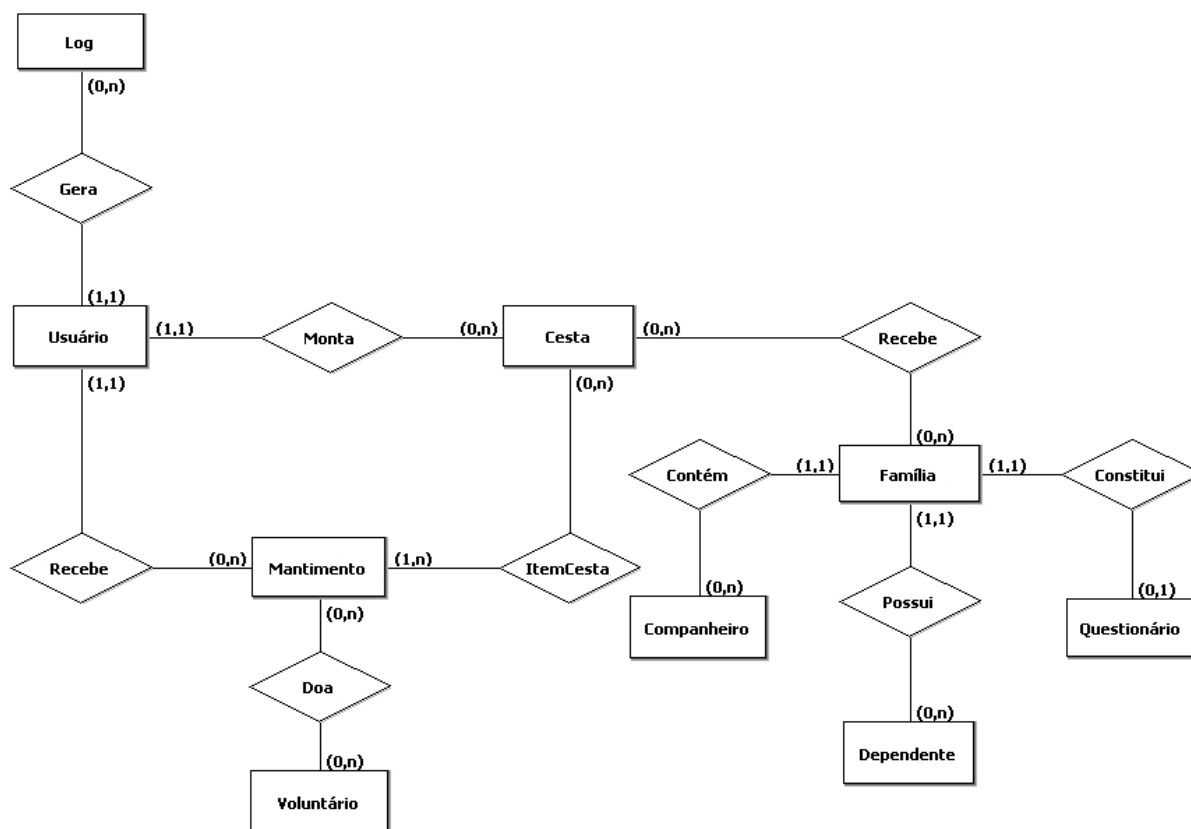 Log
(0,n)
Gera
(1,1)
Usuário
(1,1)
Monta
(0,n)
Cesta
(0,n)
Recebe
(1,1)
(0,n)
(0,n)
Contém
(1,1)
Família
(1,1)
Constitui
(1,1)
Recebe
(0,n)
Mantimento
(1,n)
ItemCesta
(0,n)
Companheiro
Possui
(0,1)
Questionário
(0,n)
Doa
(0,n)
Dependente
(0,n)
Voluntário